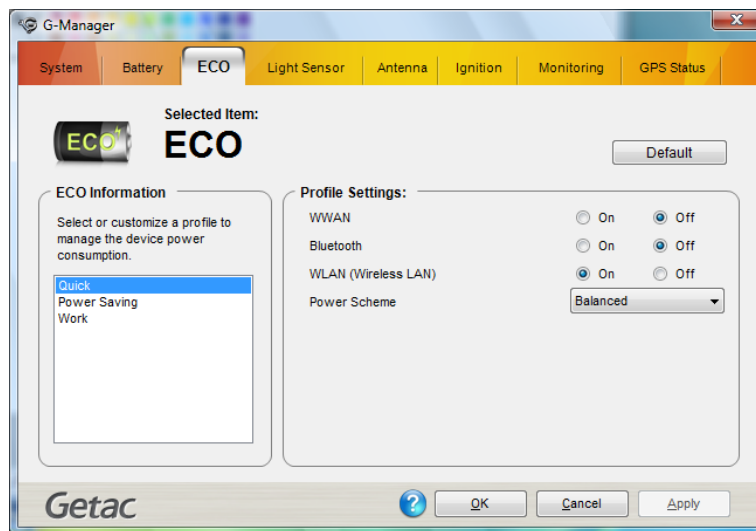 G-Manager
System Battery ECO Light Sensor Antenna Ignition Monitoring GPS Status
Selected Item:
ECO
ECO
Default
ECO Information
Select or customize a profile to
manage the device power
consumption.
Quick
Power Saving
Work
Profile Settings:
WWAN On Off
Bluetooth On Off
WLAN (Wireless LAN) On Off
Power Scheme Balanced
Getac
? OK Cancel Apply